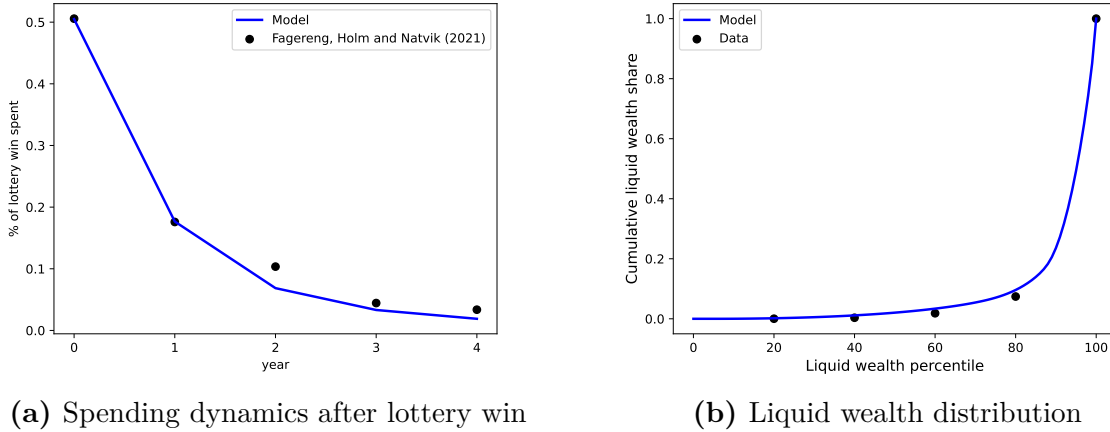 % of lottery win spent
0.5
0.4
0.3
0.2
0.1
0.0
Model
Fagereng, Holm and Natvik (2021)
0 1 2 3 4
year
(a) Spending dynamics after lottery win
Cumulative liquid wealth share
1.0
0.8
0.6
0.4
0.2
0.0
Model
Data
0 20 40 60 80 100
Liquid wealth percentile
(b) Liquid wealth distribution